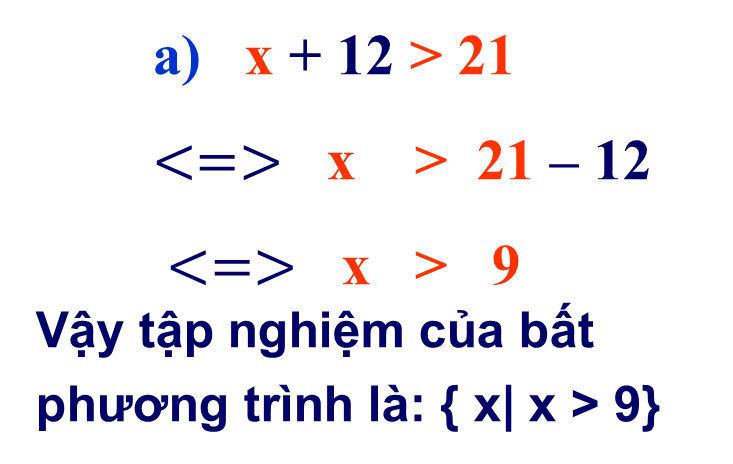 a) x + 12 > 21
<=> x > 21 – 12
<=> x > 9
Vậy tập nghiệm của bất
phương trình là: { x| x > 9}